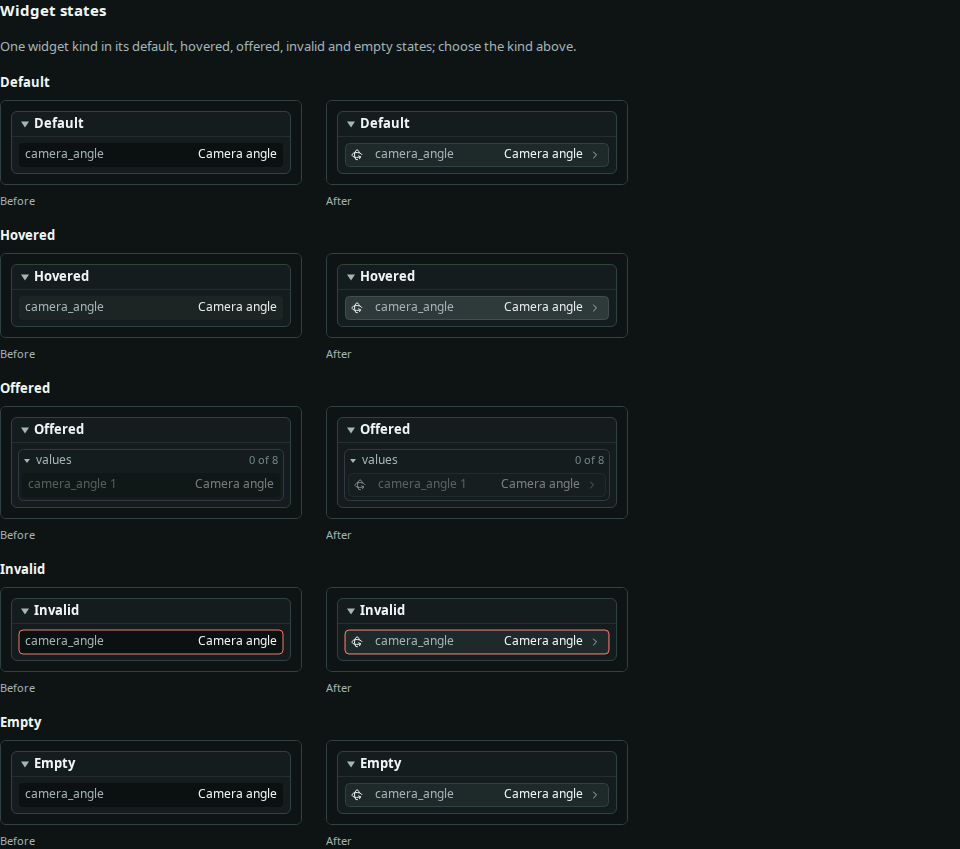 Widget states
One widget kind in its default, hovered, offered, invalid and empty states; choose the kind above.
Default
Default
camera_angle Camera angle
Before
Default
camera_angle Camera angle
After
Hovered
Hovered
camera_angle Camera angle
Before
Hovered
camera_angle Camera angle
After
Offered
Offered
values 0 of 8
camera_angle 1 Camera angle
Before
Offered
values 0 of 8
camera_angle 1 Camera angle
After
Invalid
Invalid
camera_angle Camera angle
Before
Invalid
camera_angle Camera angle
After
Empty
Empty
camera_angle Camera angle
Before
Empty
camera_angle Camera angle
After